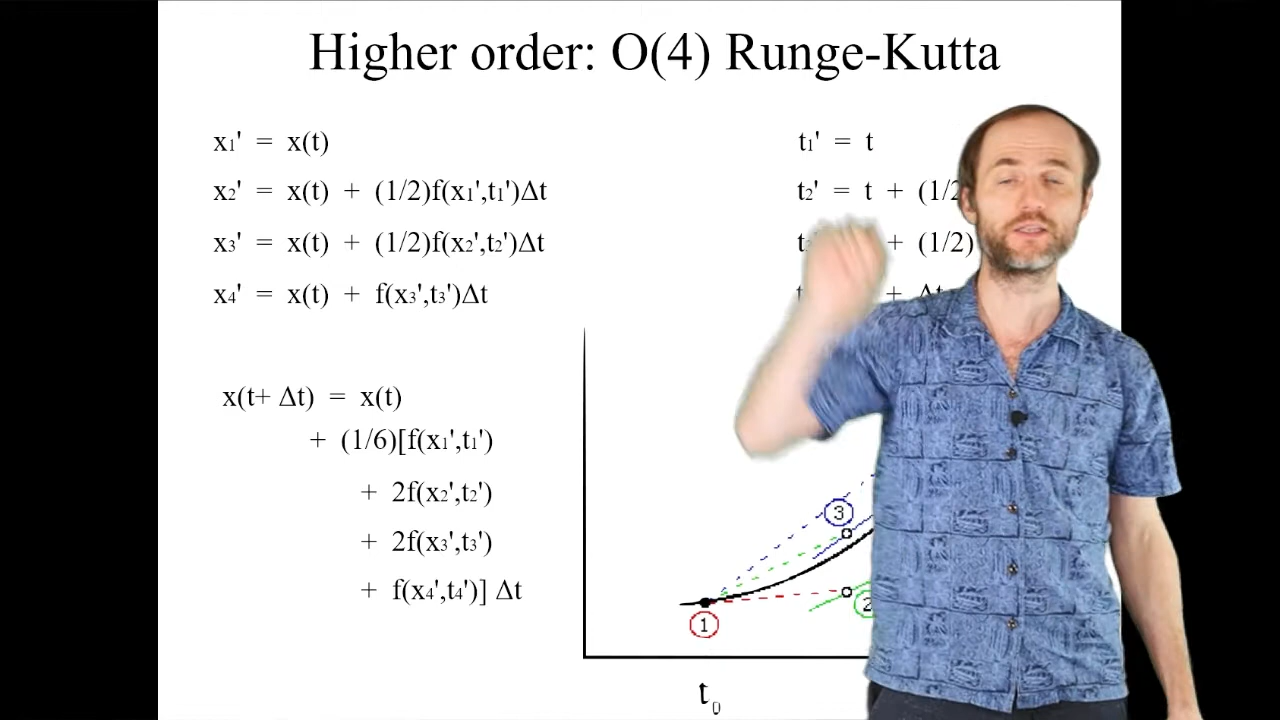 Higher order: O(4) Runge-Kutta
x₁' = x(t)
t₁' = t
x₂' = x(t) + (1/2)f(x₁',t₁')Δt
t₂' = t + (1/2
x₃' = x(t) + (1/2)f(x₂',t₂')Δt
+ (1/2)
x₄' = x(t) + f(x₃',t₃')Δt
+ Δt
x(t+ Δt) = x(t)
+ (1/6)[f(x₁',t₁')
+ 2f(x₂',t₂')
+ 2f(x₃',t₃')
+ f(x₄',t₄')] Δt
3
2
1
t₀